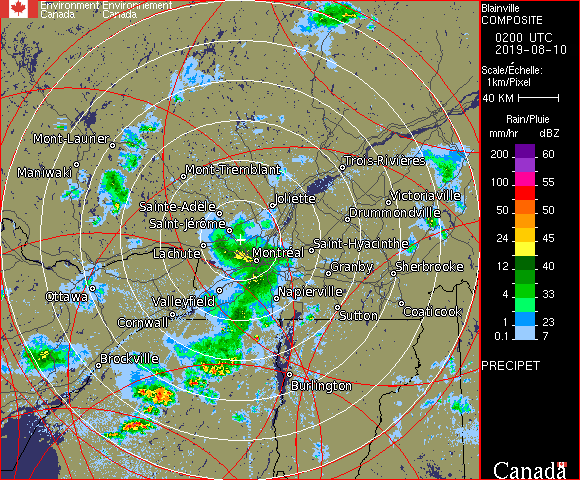 Environment Environnement
Canada Canada
Blainville
COMPOSITE
0200 UTC
2019-08-10
Scale/Échelle:
1km/Pixel
40 KM
Rain/Pluie
mm/hr dBZ
200 60
100 55
50 50
24 45
12 40
4 33
1 23
0.1 7
PRECIPET
Canada
Mont-Laurier
Maniwaki
Mont-Tremblant
Trois-Rivières
Sainte-Adèle
Joliette
Victoriaville
Drummondville
Saint-Jérôme
Lachute
Montréal
Saint-Hyacinthe
Granby
Sherbrooke
Ottawa
Valleyfield
Napierville
Cornwall
Sutton
Coaticook
Brockville
Burlington